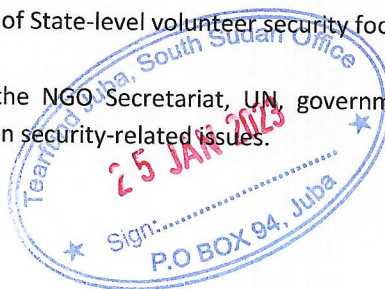 of State-level volunteer security foc
the NGO Secretariat, UN, governm
n security-related issues.
Tearfund Juba, South Sudan Office
25 JAN 2023
Sign:
P.O BOX 94, Juba